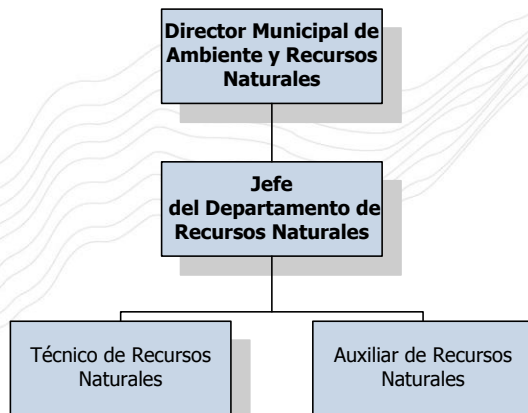 Director Municipal de
Ambiente y Recursos
Naturales
Jefe
del Departamento de
Recursos Naturales
Técnico de Recursos
Naturales
Auxiliar de Recursos
Naturales